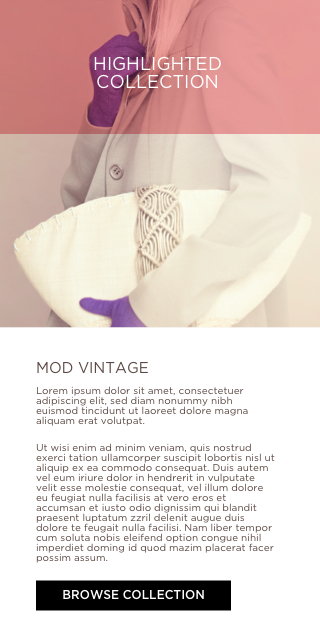 HIGHLIGHTED
COLLECTION
MOD VINTAGE
Lorem ipsum dolor sit amet, consectetuer
adipiscing elit, sed diam nonummy nibh
euismod tincidunt ut laoreet dolore magna
aliquam erat volutpat.
Ut wisi enim ad minim veniam, quis nostrud
exerci tation ullamcorper suscipit lobortis nisl ut
aliquip ex ea commodo consequat. Duis autem
vel eum iriure dolor in hendrerit in vulputate
velit esse molestie consequat, vel illum dolore
eu feugiat nulla facilisis at vero eros et
accumsan et iusto odio dignissim qui blandit
praesent luptatum zzril delenit augue duis
dolore te feugait nulla facilisi. Nam liber tempor
cum soluta nobis eleifend option congue nihil
imperdiet doming id quod mazim placerat facer
possim assum.
BROWSE COLLECTION